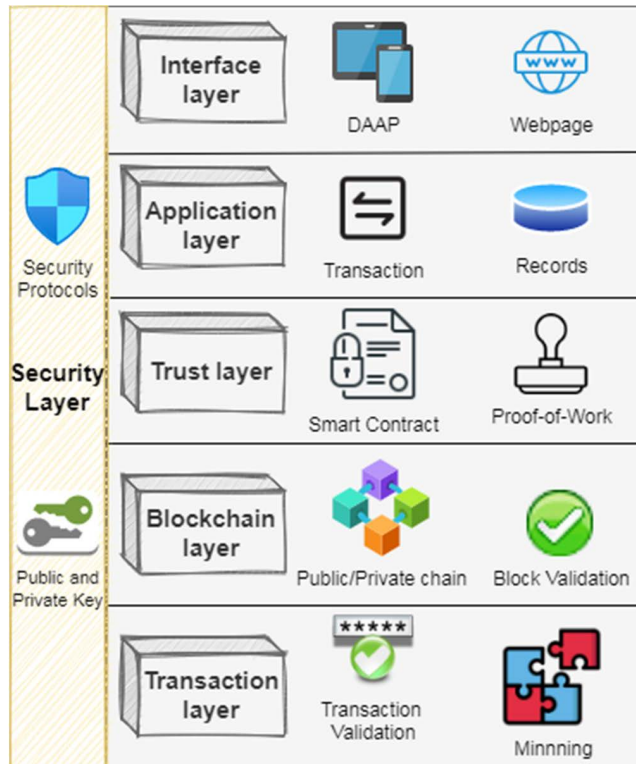 Interface
layer
DAAP
Webpage
Security
Protocols
Application
layer
Transaction
Records
Security
Layer
Trust layer
Smart Contract
Proof-of-Work
Public and
Private Key
Blockchain
layer
Public/Private chain
Block Validation
Transaction
layer
*****
Transaction
Validation
Minnning
www